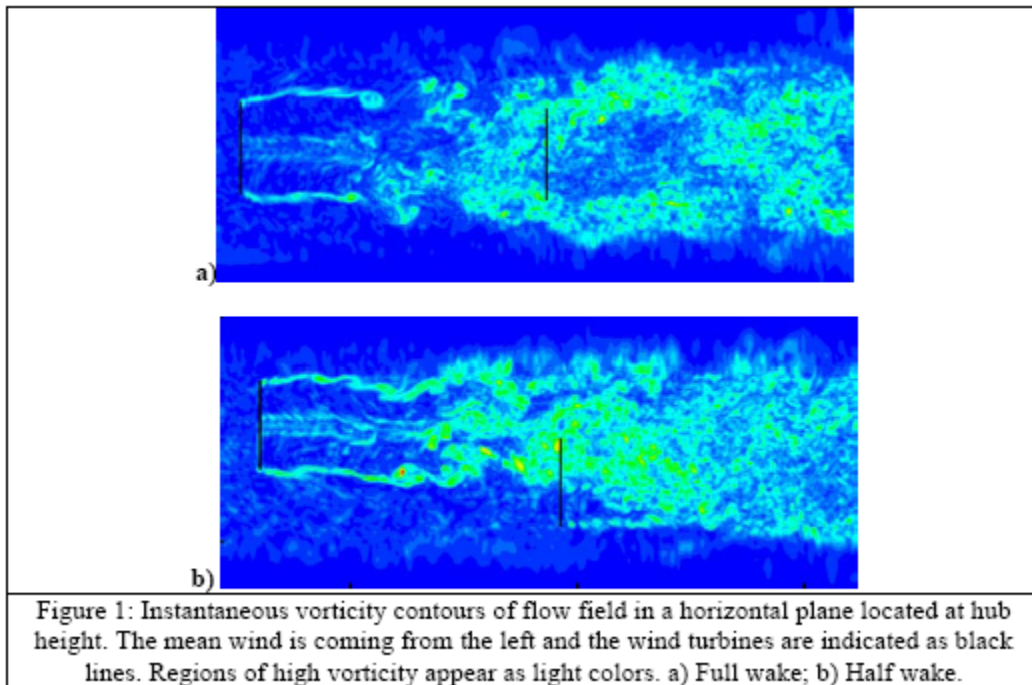 a)
b)
Figure 1: Instantaneous vorticity contours of flow field in a horizontal plane located at hub
height. The mean wind is coming from the left and the wind turbines are indicated as black
lines. Regions of high vorticity appear as light colors. a) Full wake; b) Half wake.